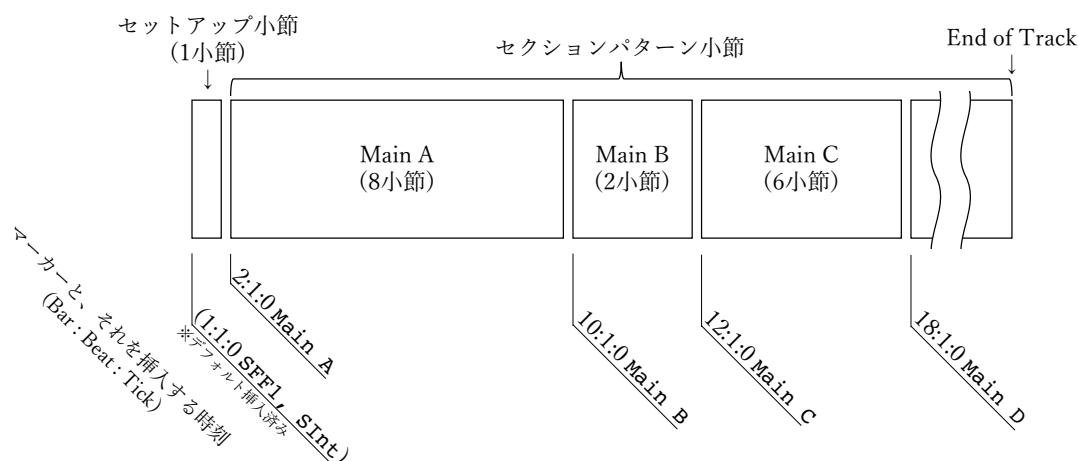 セットアップ小節
(1小節)
セクションパターン小節
End of Track
Main A
(8小節)
Main B
(2小節)
Main C
(6小節)
マーカーと、それを挿入する時刻
(Bar : Beat : Tick)
(1:1:0 SFF1, SInt)
※デフォルト挿入済み
2:1:0 Main A
10:1:0 Main B
12:1:0 Main C
18:1:0 Main D